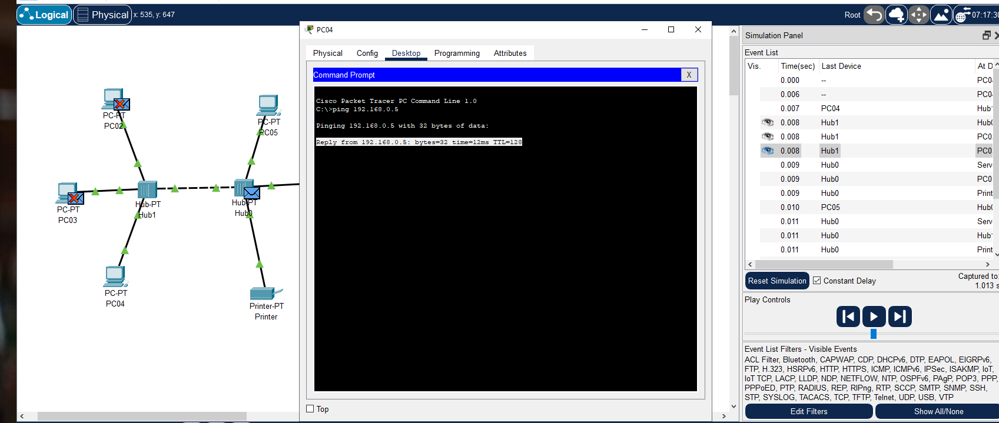 Logical
Physical
x: 535, y: 647
Root
07:17:30
PC04
Physical
Config
Desktop
Programming
Attributes
Command Prompt
X
Cisco Packet Tracer PC Command Line 1.0
C:\>ping 192.168.0.5
Pinging 192.168.0.5 with 32 bytes of data:
Reply from 192.168.0.5: bytes=32 time=12ms TTL=128
Top
PC-PT
PC02
PC-PT
PC05
PC-PT
PC03
Hub-PT
Hub1
Hub-PT
Hub0
PC-PT
PC04
Printer-PT
Printer
Simulation Panel
Event List
Vis. Time(sec) Last Device At D
0.000 -- PC0
0.006 -- PC0
0.007 PC04 Hub
0.008 Hub1 Hub
0.008 Hub1 PC0
0.008 Hub1 PC0
0.009 Hub0 Serv
0.009 Hub0 PC0
0.009 Hub0 Print
0.010 PC05 Hub
0.011 Hub0 Serv
0.011 Hub0 Hub
0.011 Hub0 Print
Reset Simulation
Constant Delay
Captured to:
1.013 s
Play Controls
Event List Filters - Visible Events
ACL Filter, Bluetooth, CAPWAP, CDP, DHCPv6, DTP, EAPOL, EIGRPv6,
FTP, H.323, HSRPv6, HTTP, HTTPS, ICMP, ICMPv6, IPSec, ISAKMP, IoT,
IoT TCP, LACP, LLDP, NDP, NETFLOW, NTP, OSPFv6, PAgP, POP3, PPP,
PPPoED, PTP, RADIUS, REP, RIPng, RTP, SCCP, SMTP, SNMP, SSH,
STP, SYSLOG, TACACS, TCP, TFTP, Telnet, UDP, USB, VTP
Edit Filters
Show All/None